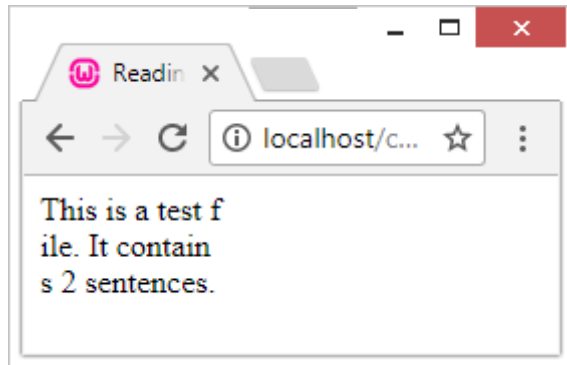 Readin
localhost/c...
This is a test f
ile. It contain
s 2 sentences.